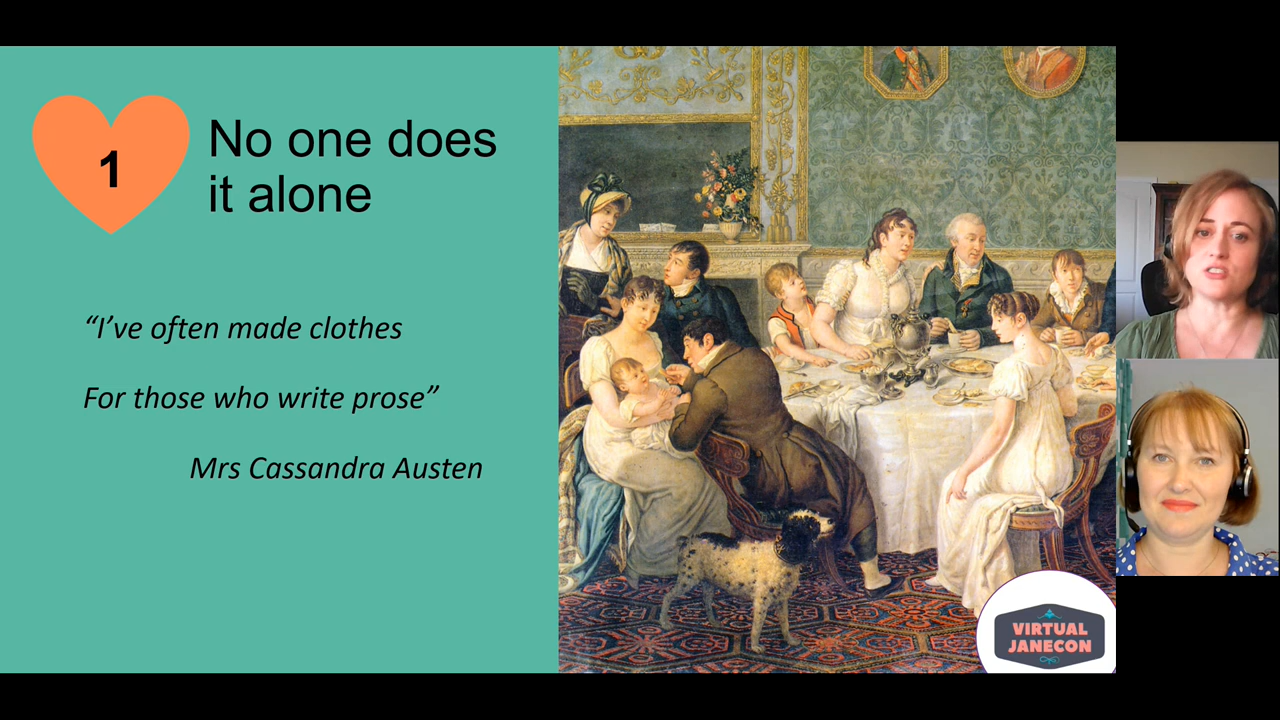 1
No one does
it alone
“I’ve often made clothes
For those who write prose”
Mrs Cassandra Austen
VIRTUAL
JANECON